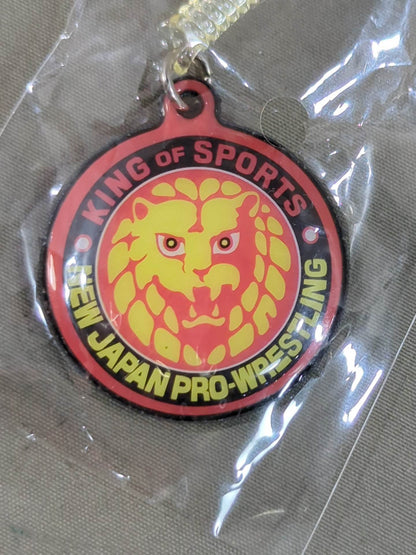 KING OF SPORTS
NEW JAPAN PRO-WRESTLING